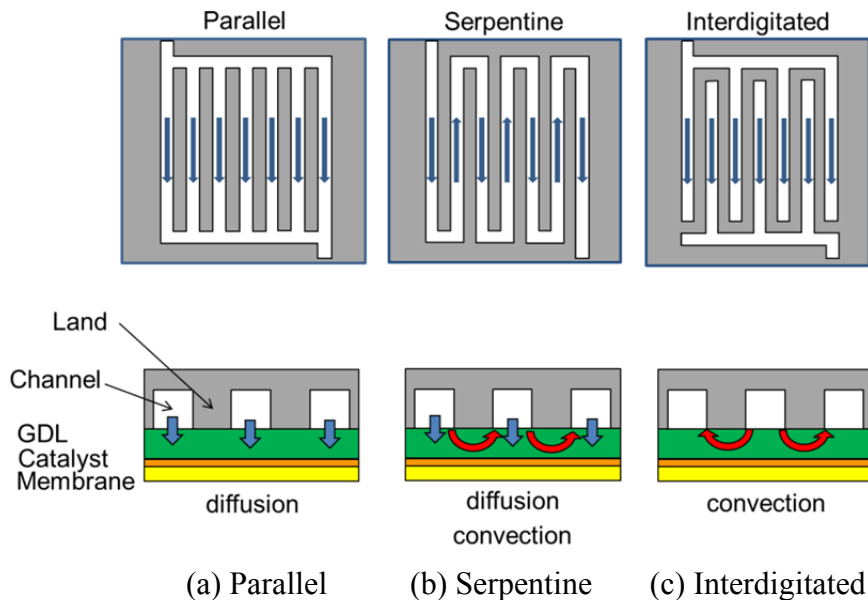 Parallel Serpentine Interdigitated
Land
Channel
GDL
Catalyst
Membrane
diffusion diffusion convection
convection
(a) Parallel (b) Serpentine (c) Interdigitated